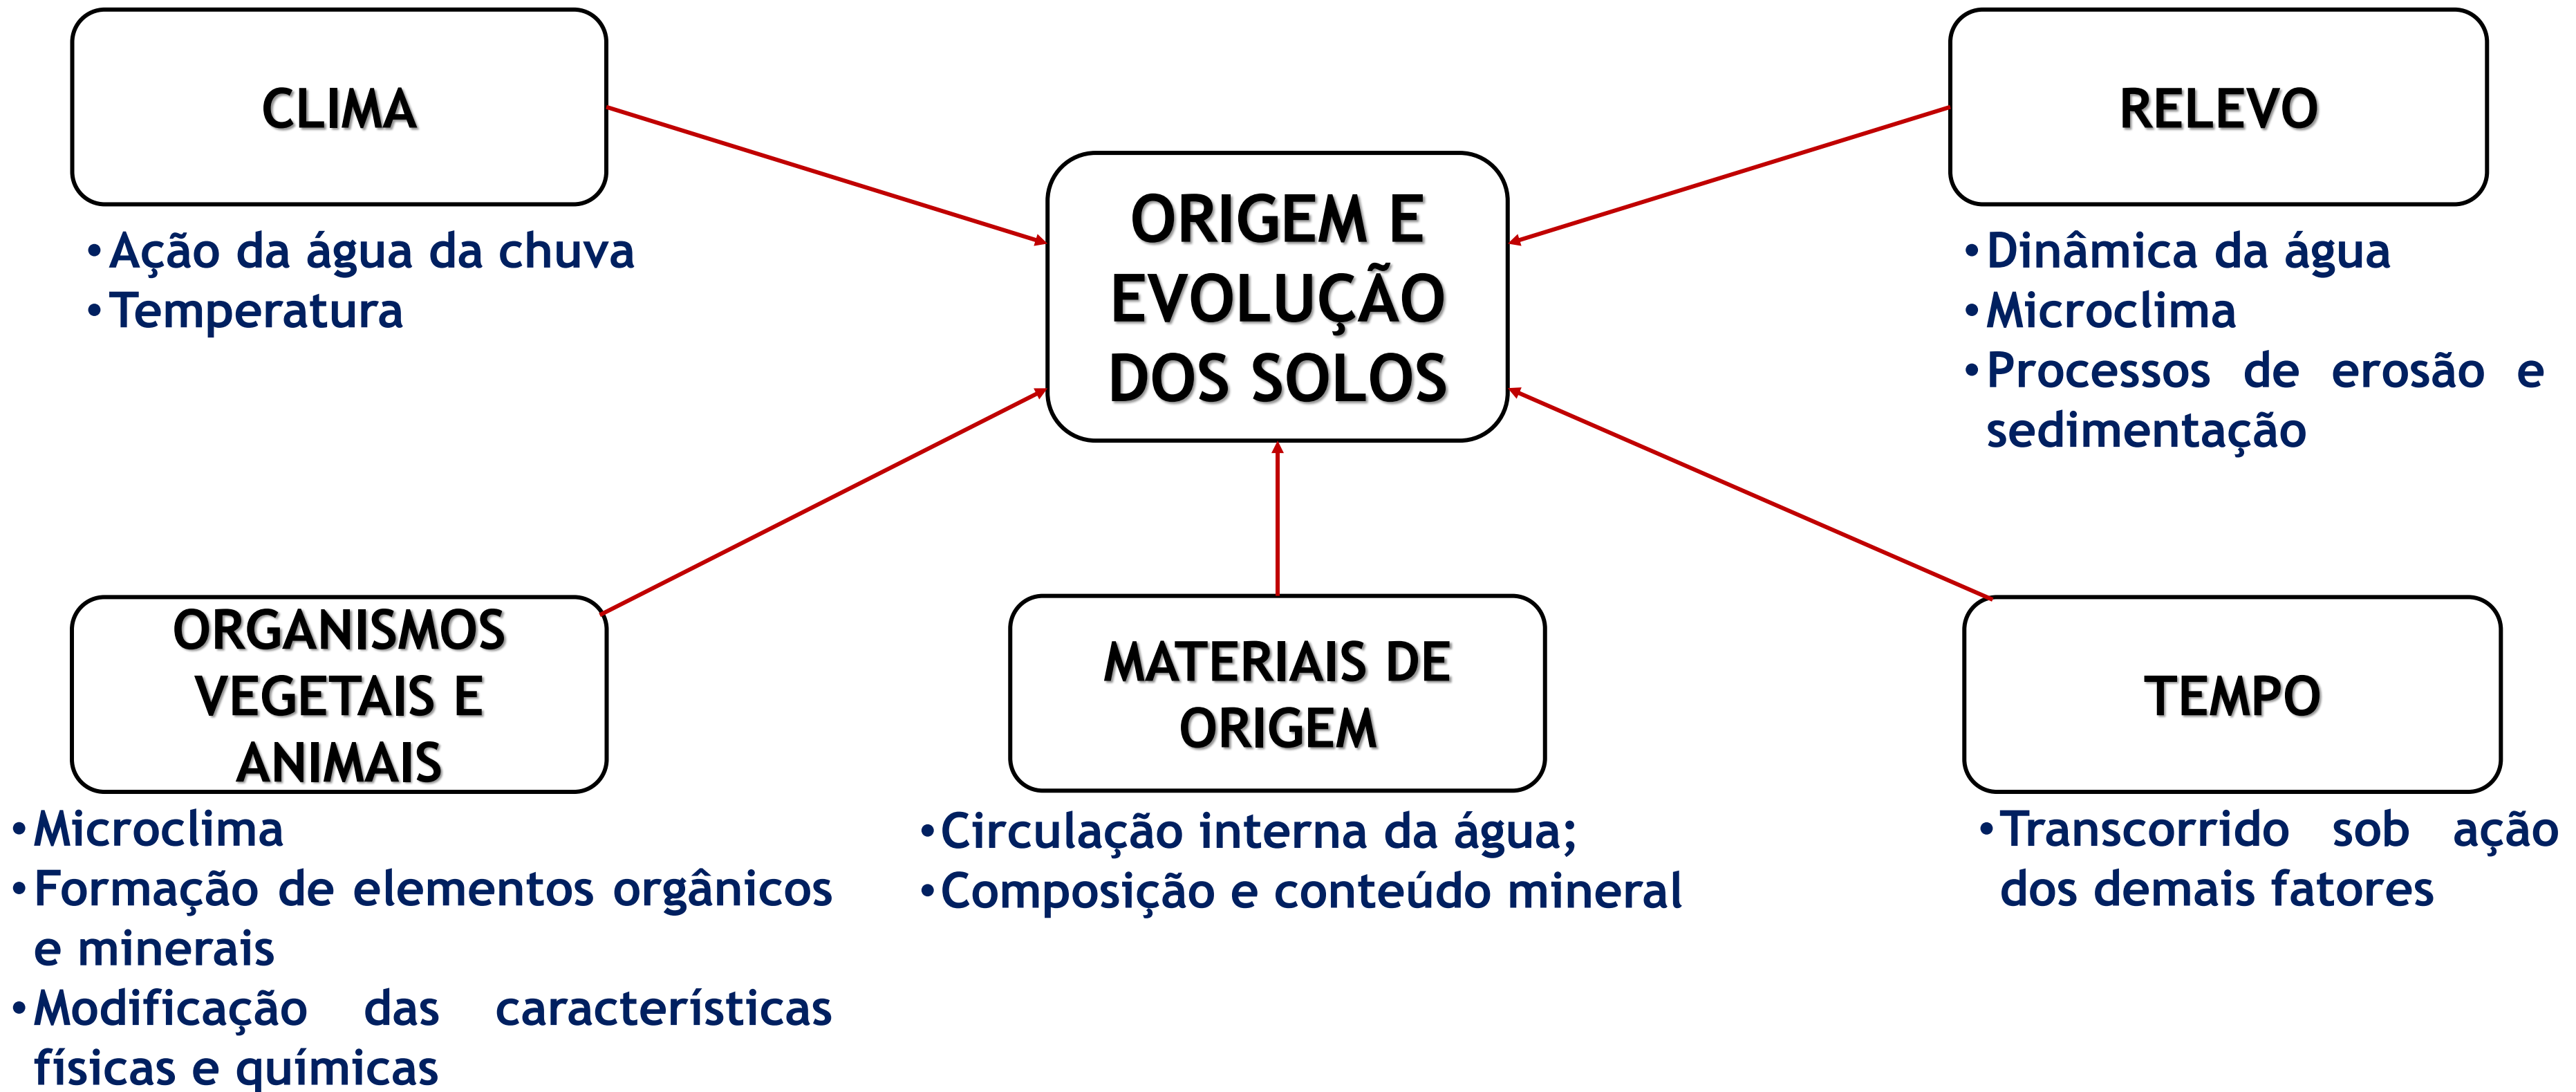 CLIMA
• Ação da água da chuva
• Temperatura
ORIGEM E
EVOLUÇÃO
DOS SOLOS
RELEVO
• Dinâmica da água
• Microclima
• Processos de erosão e
sedimentação
ORGANISMOS
VEGETAIS E
ANIMAIS
• Microclima
• Formação de elementos orgânicos
e minerais
• Modificação das características
físicas e químicas
MATERIAIS DE
ORIGEM
• Circulação interna da água;
• Composição e conteúdo mineral
TEMPO
• Transcorrido sob ação
dos demais fatores